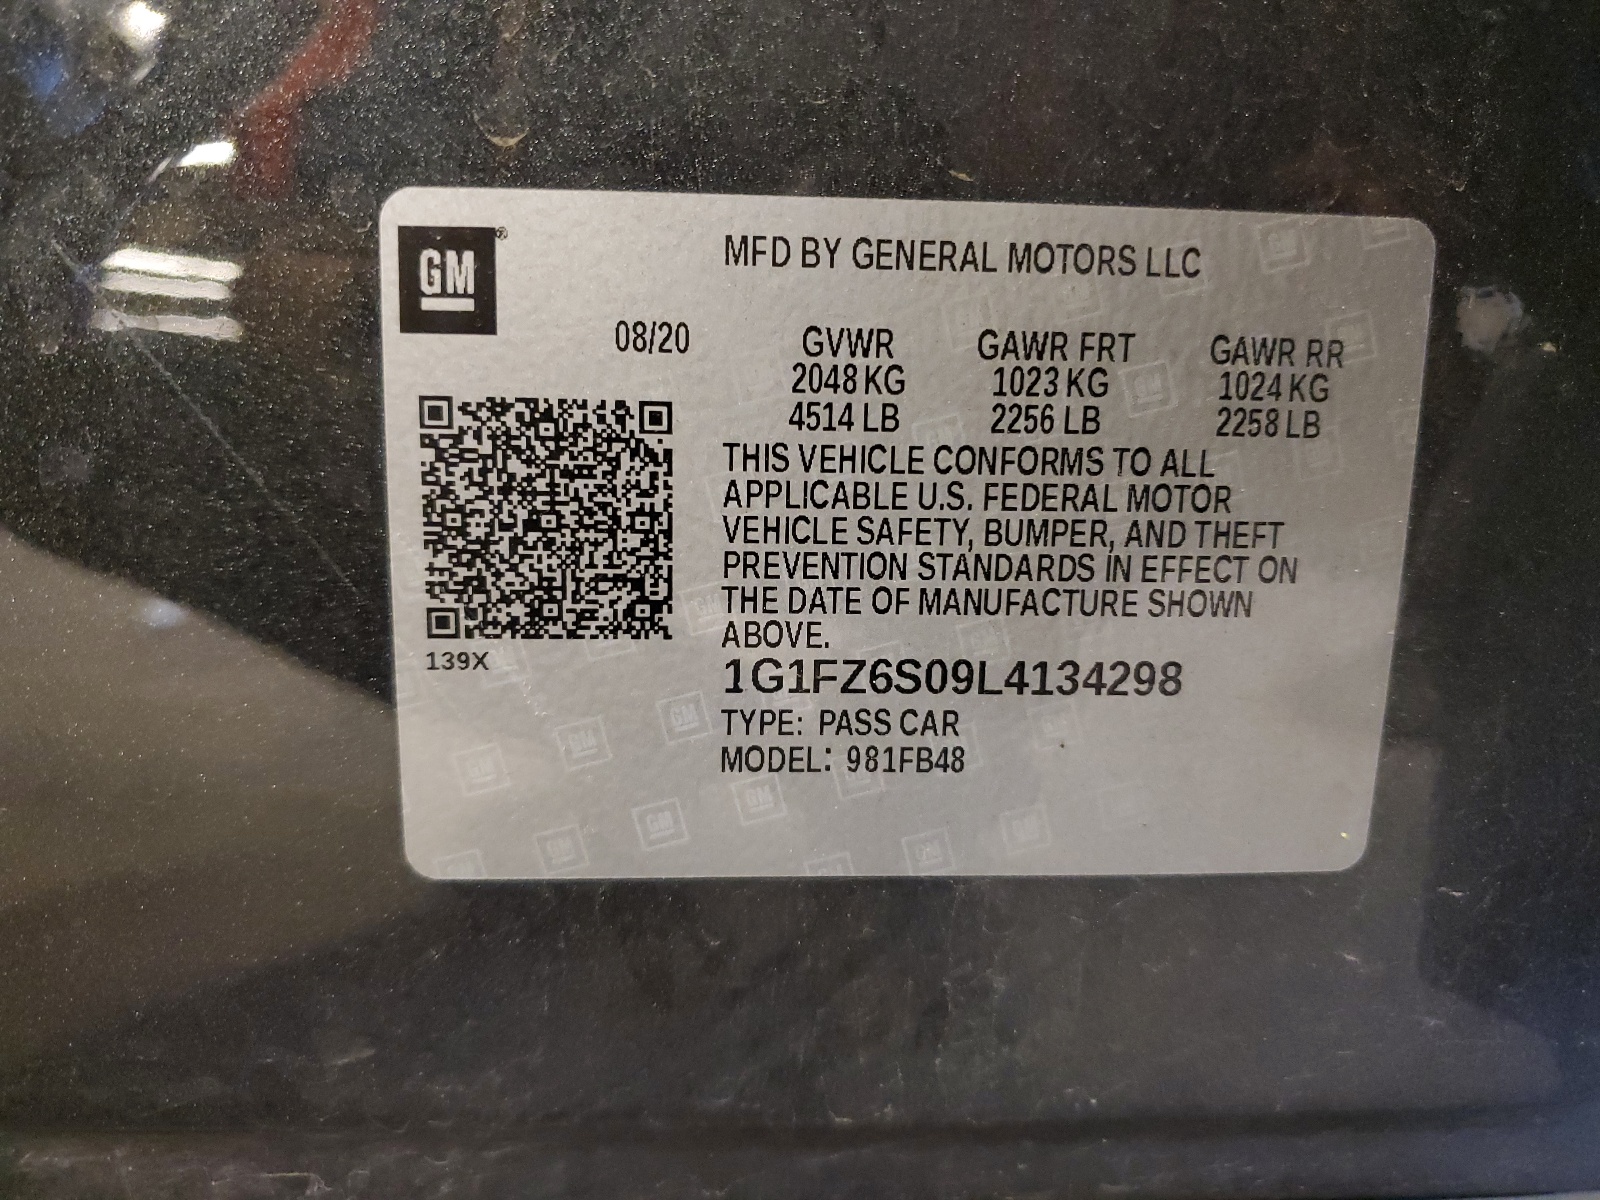 GM
MFD BY GENERAL MOTORS LLC
08/20
GVWR GAWR FRT GAWR RR
2048 KG 1023 KG 1024 KG
4514 LB 2256 LB 2258 LB
THIS VEHICLE CONFORMS TO ALL
APPLICABLE U.S. FEDERAL MOTOR
VEHICLE SAFETY, BUMPER, AND THEFT
PREVENTION STANDARDS IN EFFECT ON
THE DATE OF MANUFACTURE SHOWN
ABOVE.
139X
1G1FZ6S09L4134298
TYPE: PASS CAR
MODEL: 981FB48